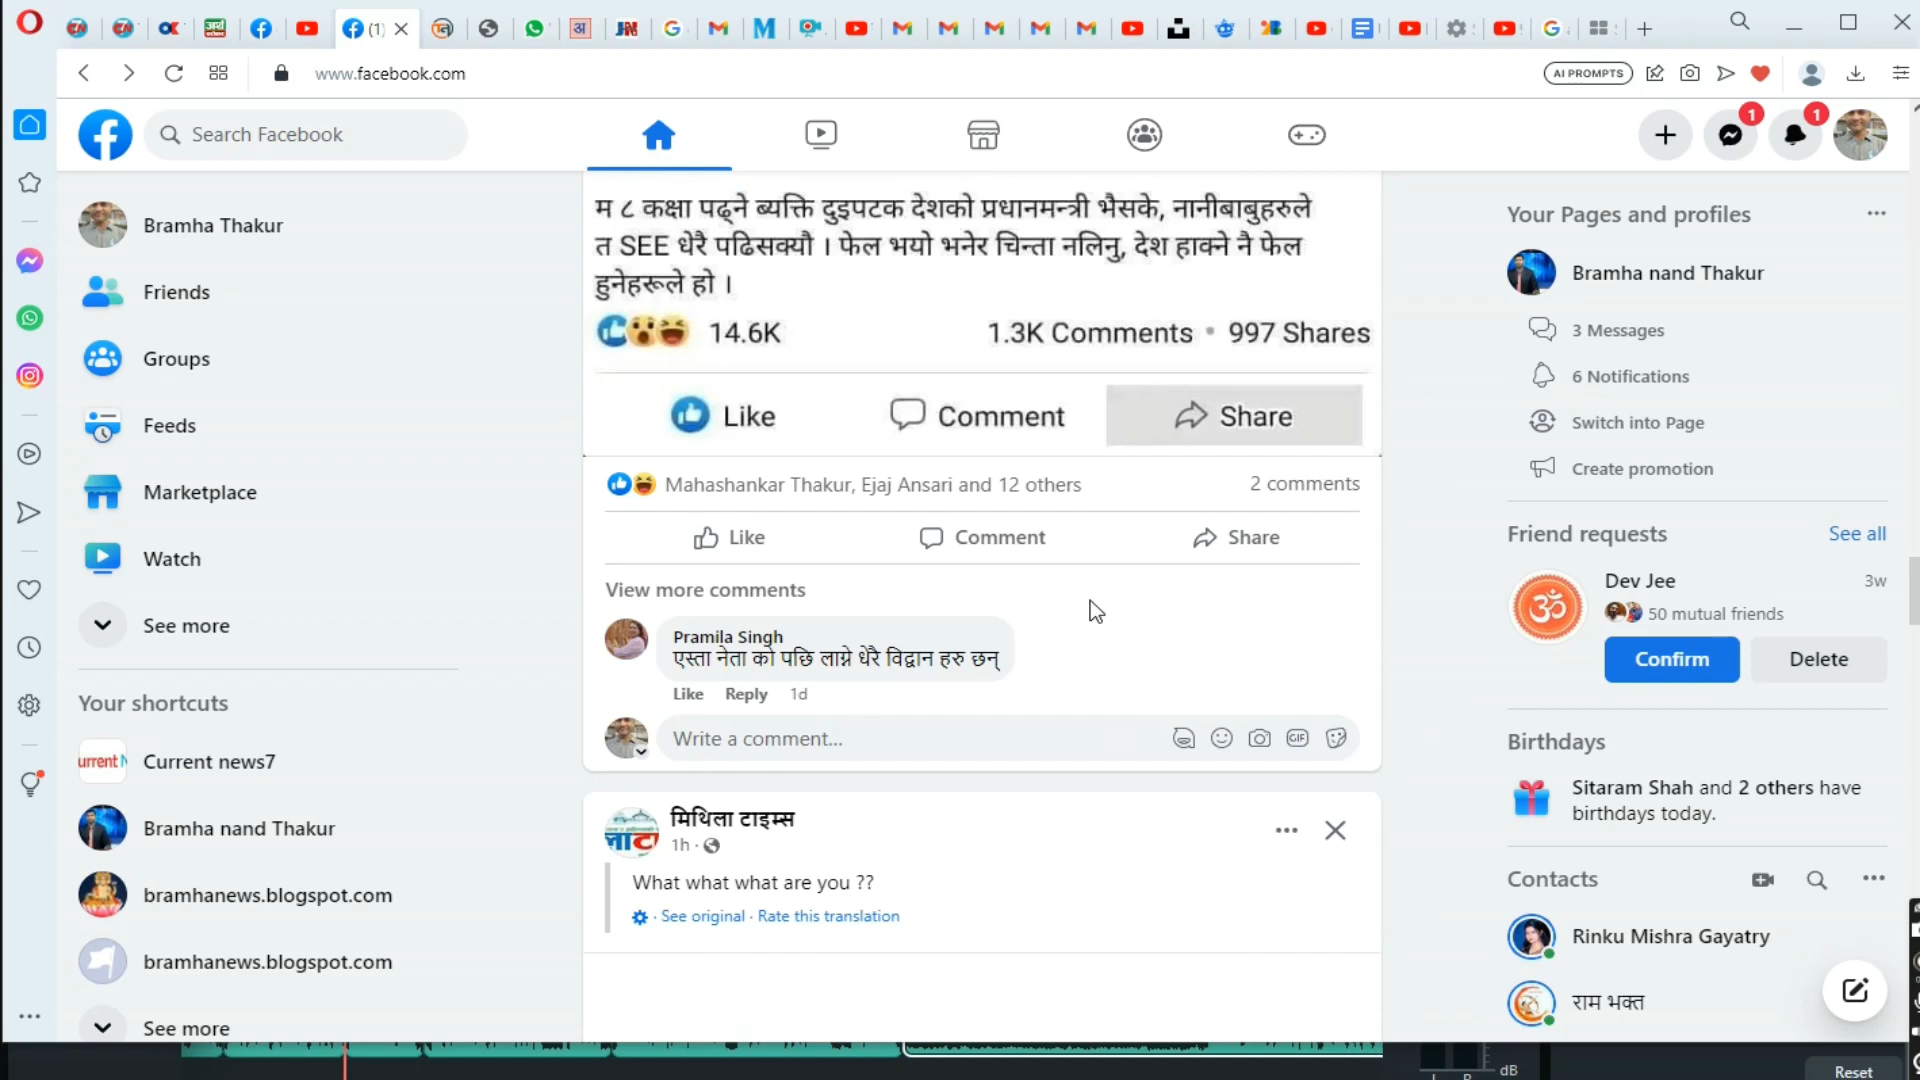 (1)
www.facebook.com
AI PROMPTS
Search Facebook
1
1
Bramha Thakur
Friends
Groups
Feeds
Marketplace
Watch
See more
Your shortcuts
Current news7
Bramha nand Thakur
bramhanews.blogspot.com
bramhanews.blogspot.com
See more
म ८ कक्षा पढ्ने ब्यक्ति दुइपटक देशको प्रधानमन्त्री भैसके, नानीबाबुहरुले
त SEE धेरै पढिसक्यौ । फेल भयो भनेर चिन्ता नलिनु, देश हाक्ने नै फेल
हुनेहरूले हो ।
14.6K
1.3K Comments • 997 Shares
Like
Comment
Share
Mahashankar Thakur, Ejaj Ansari and 12 others
2 comments
Like
Comment
Share
View more comments
Pramila Singh
एस्ता नेता को पछि लाग्ने धेरै विद्वान हरु छन्
Like Reply 1d
Write a comment...
GIF
मिथिला टाइम्स
1h ·
What what what are you ??
· See original · Rate this translation
Your Pages and profiles
Bramha nand Thakur
3 Messages
6 Notifications
Switch into Page
Create promotion
Friend requests
See all
Dev Jee
3w
50 mutual friends
Confirm
Delete
Birthdays
Sitaram Shah and 2 others have
birthdays today.
Contacts
Rinku Mishra Gayatry
राम भक्त
dB
Reset